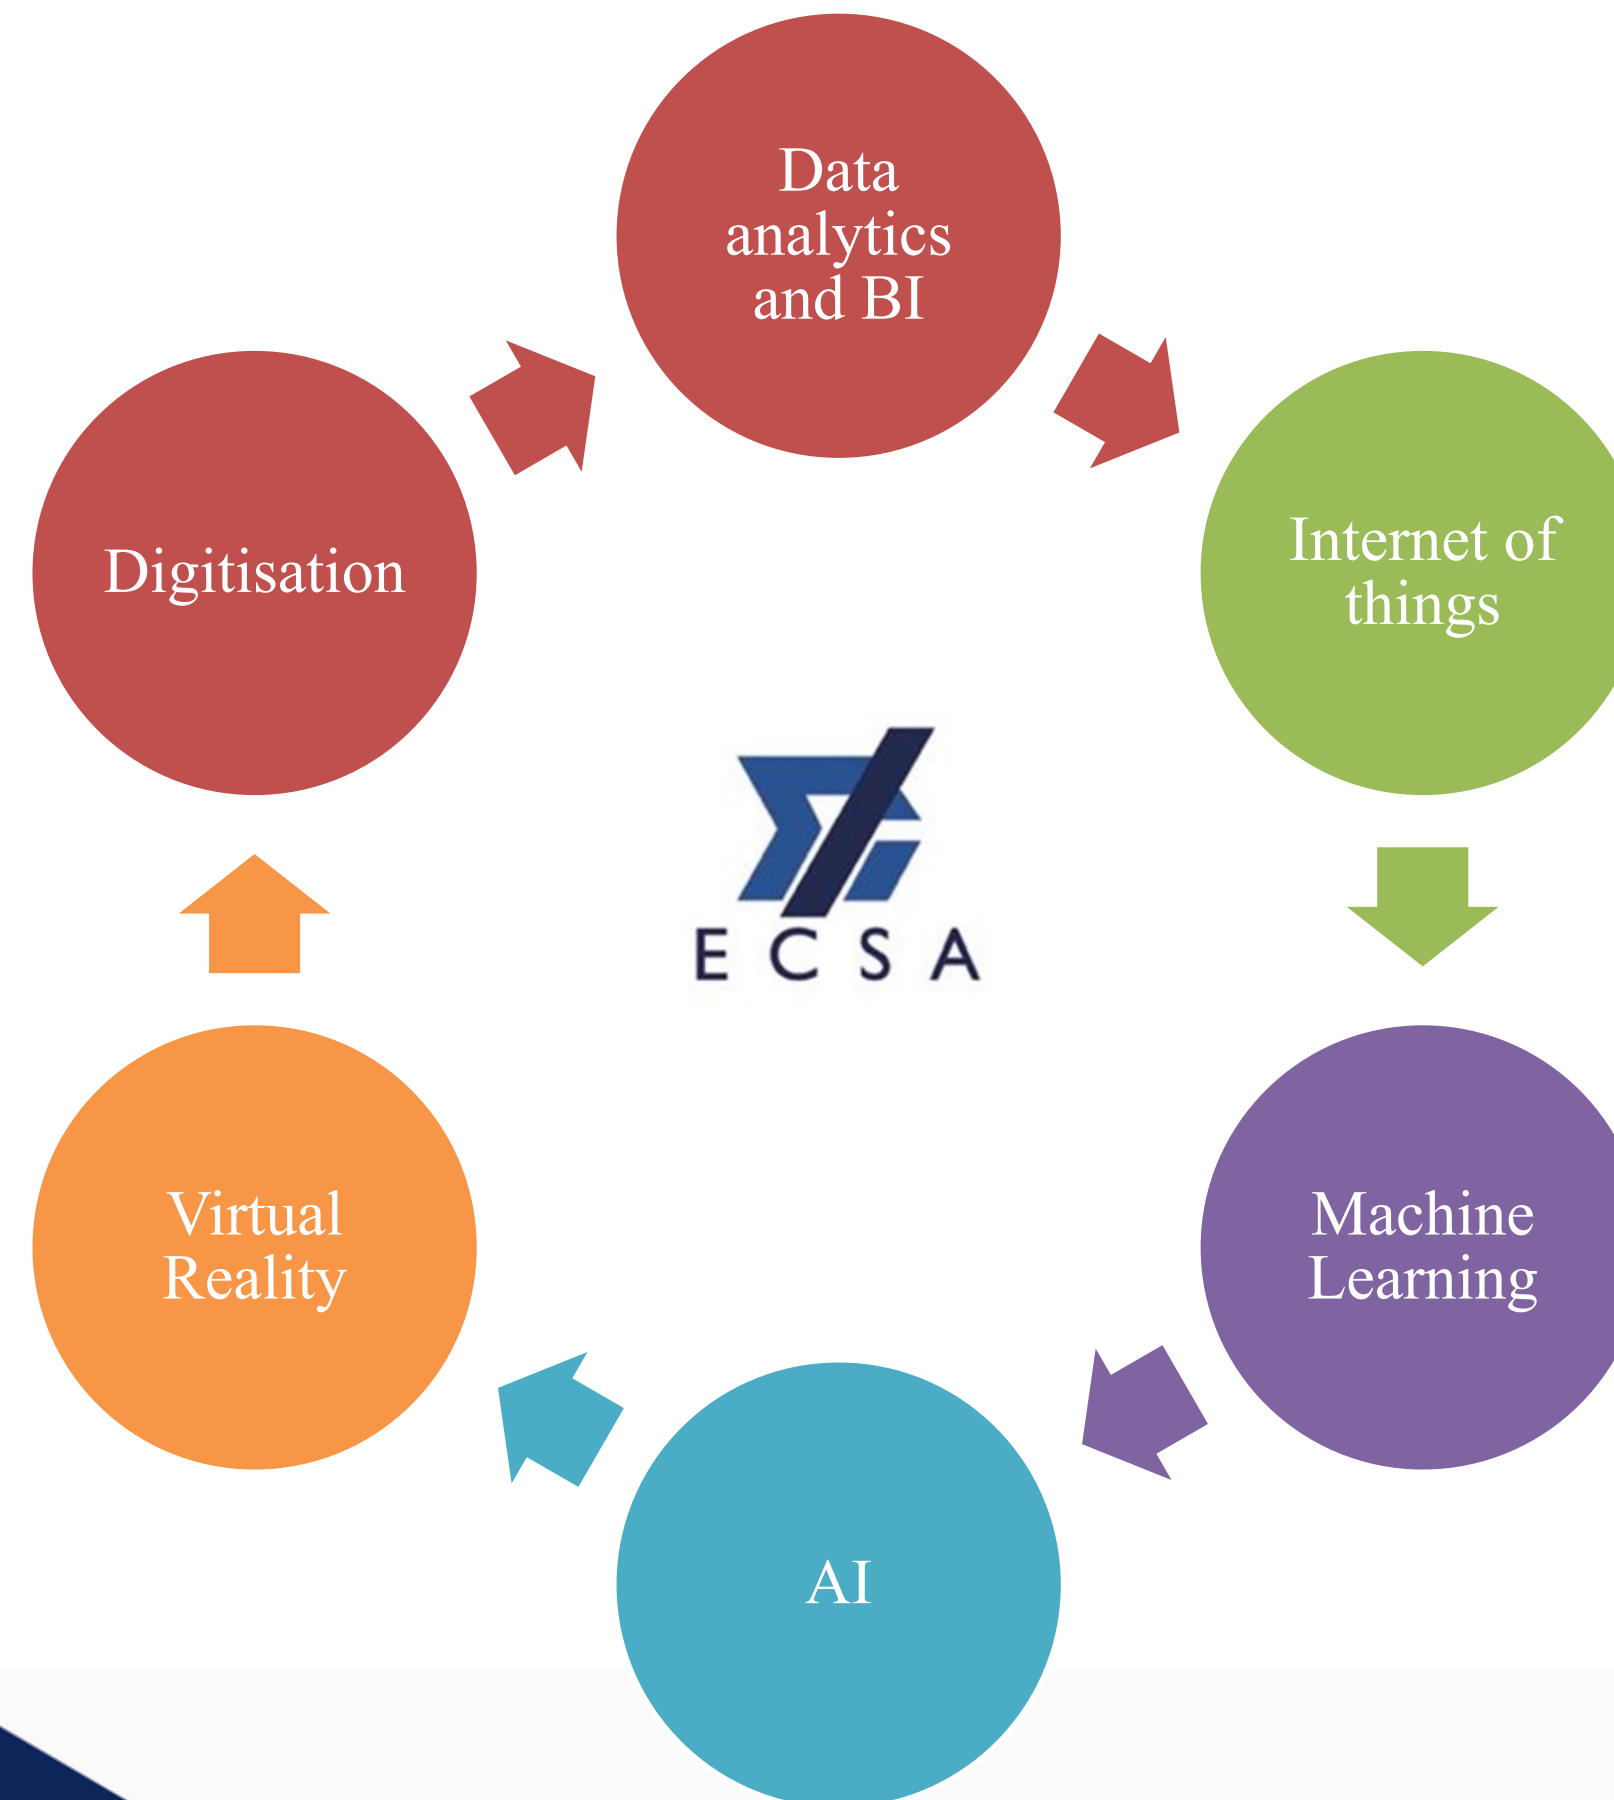 Data
analytics
and BI
Internet of
things
Machine
Learning
AI
Virtual
Reality
Digitisation
ECSA